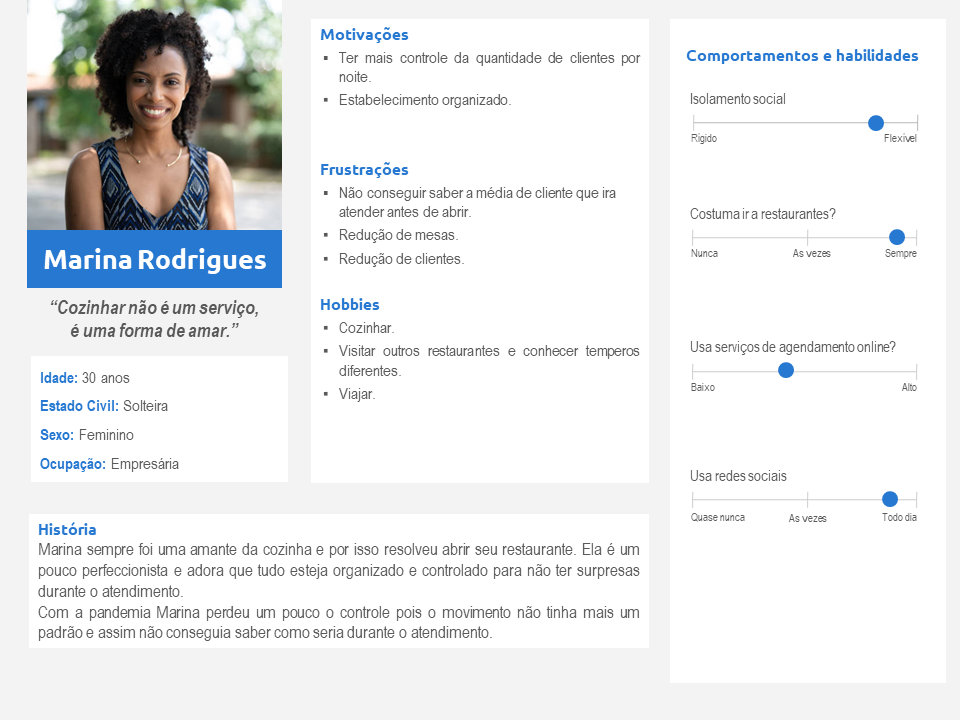 Marina Rodrigues
“Cozinhar não é um serviço,
é uma forma de amar.”
Idade: 30 anos
Estado Civil: Solteira
Sexo: Feminino
Ocupação: Empresária
Motivações
▪ Ter mais controle da quantidade de clientes por
noite.
▪ Estabelecimento organizado.
Frustrações
▪ Não conseguir saber a média de cliente que ira
atender antes de abrir.
▪ Redução de mesas.
▪ Redução de clientes.
Hobbies
▪ Cozinhar.
▪ Visitar outros restaurantes e conhecer temperos
diferentes.
▪ Viajar.
História
Marina sempre foi uma amante da cozinha e por isso resolveu abrir seu restaurante. Ela é um
pouco perfeccionista e adora que tudo esteja organizado e controlado para não ter surpresas
durante o atendimento.
Com a pandemia Marina perdeu um pouco o controle pois o movimento não tinha mais um
padrão e assim não conseguia saber como seria durante o atendimento.
Comportamentos e habilidades
Isolamento social
Rígido Flexível
Costuma ir a restaurantes?
Nunca As vezes Sempre
Usa serviços de agendamento online?
Baixo Alto
Usa redes sociais
Quase nunca As vezes Todo dia